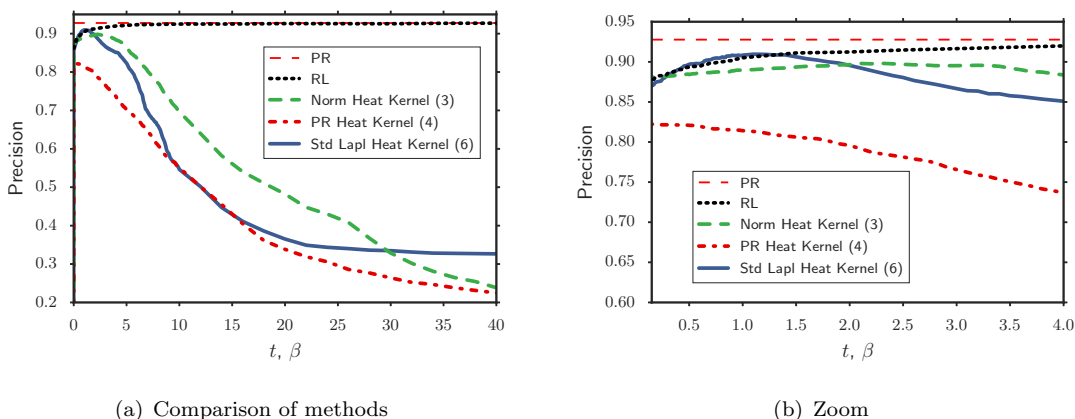 Precision
0.9
0.8
0.7
0.6
0.5
0.4
0.3
0.2
0 5 10 15 20 25 30 35 40
t, β
PR
RL
Norm Heat Kernel (3)
PR Heat Kernel (4)
Std Lapl Heat Kernel (6)
(a) Comparison of methods
Precision
0.95
0.90
0.85
0.80
0.75
0.70
0.65
0.60
0.5 1.0 1.5 2.0 2.5 3.0 3.5 4.0
t, β
PR
RL
Norm Heat Kernel (3)
PR Heat Kernel (4)
Std Lapl Heat Kernel (6)
(b) Zoom